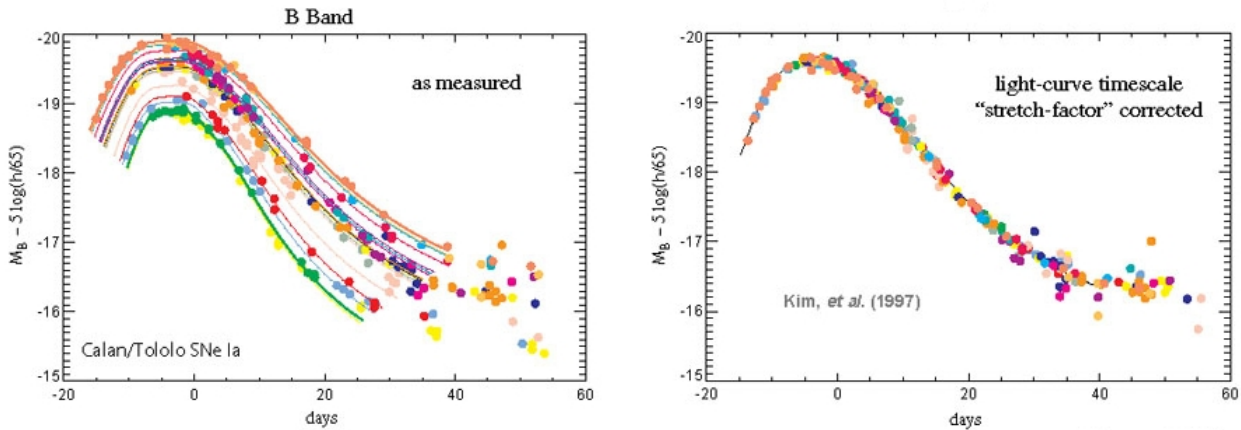 B Band
as measured
Calan/Tololo SNe Ia
M_B – 5 log(h/65)
-20
-19
-18
-17
-16
-15
-20 0 20 40 60
days
light-curve timescale
“stretch-factor” corrected
Kim, et al. (1997)
M_B – 5 log(h/65)
-20
-19
-18
-17
-16
-15
-20 0 20 40 60
days